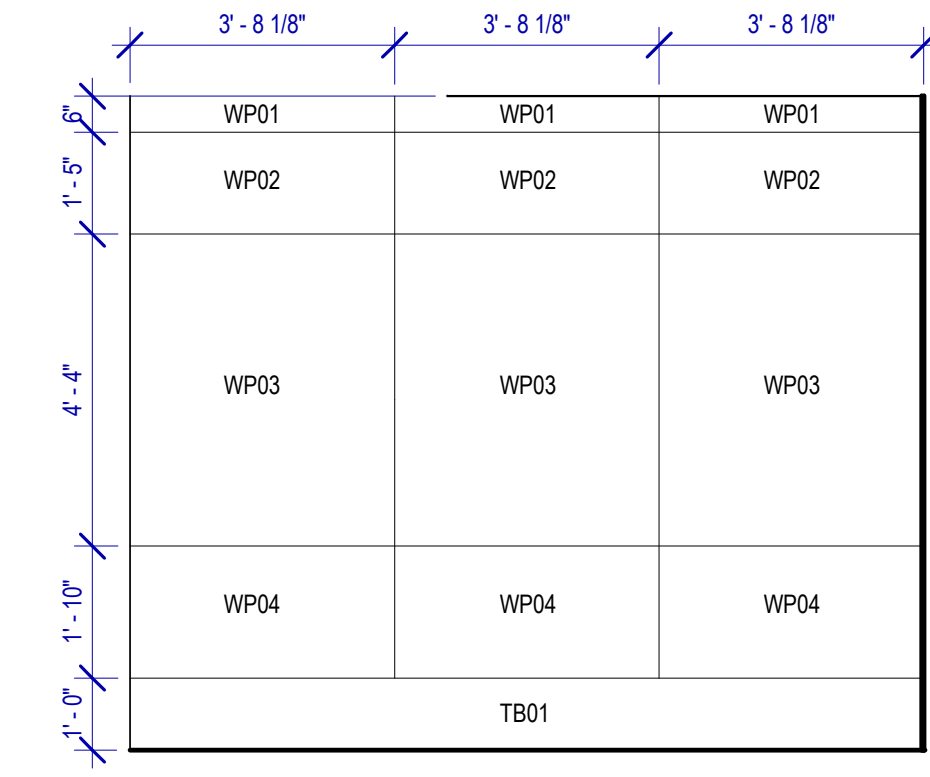 3' - 8 1/8" 3' - 8 1/8" 3' - 8 1/8"
6" WP01 WP01 WP01
1' - 5" WP02 WP02 WP02
4' - 4" WP03 WP03 WP03
1' - 10" WP04 WP04 WP04
1' - 0" TB01